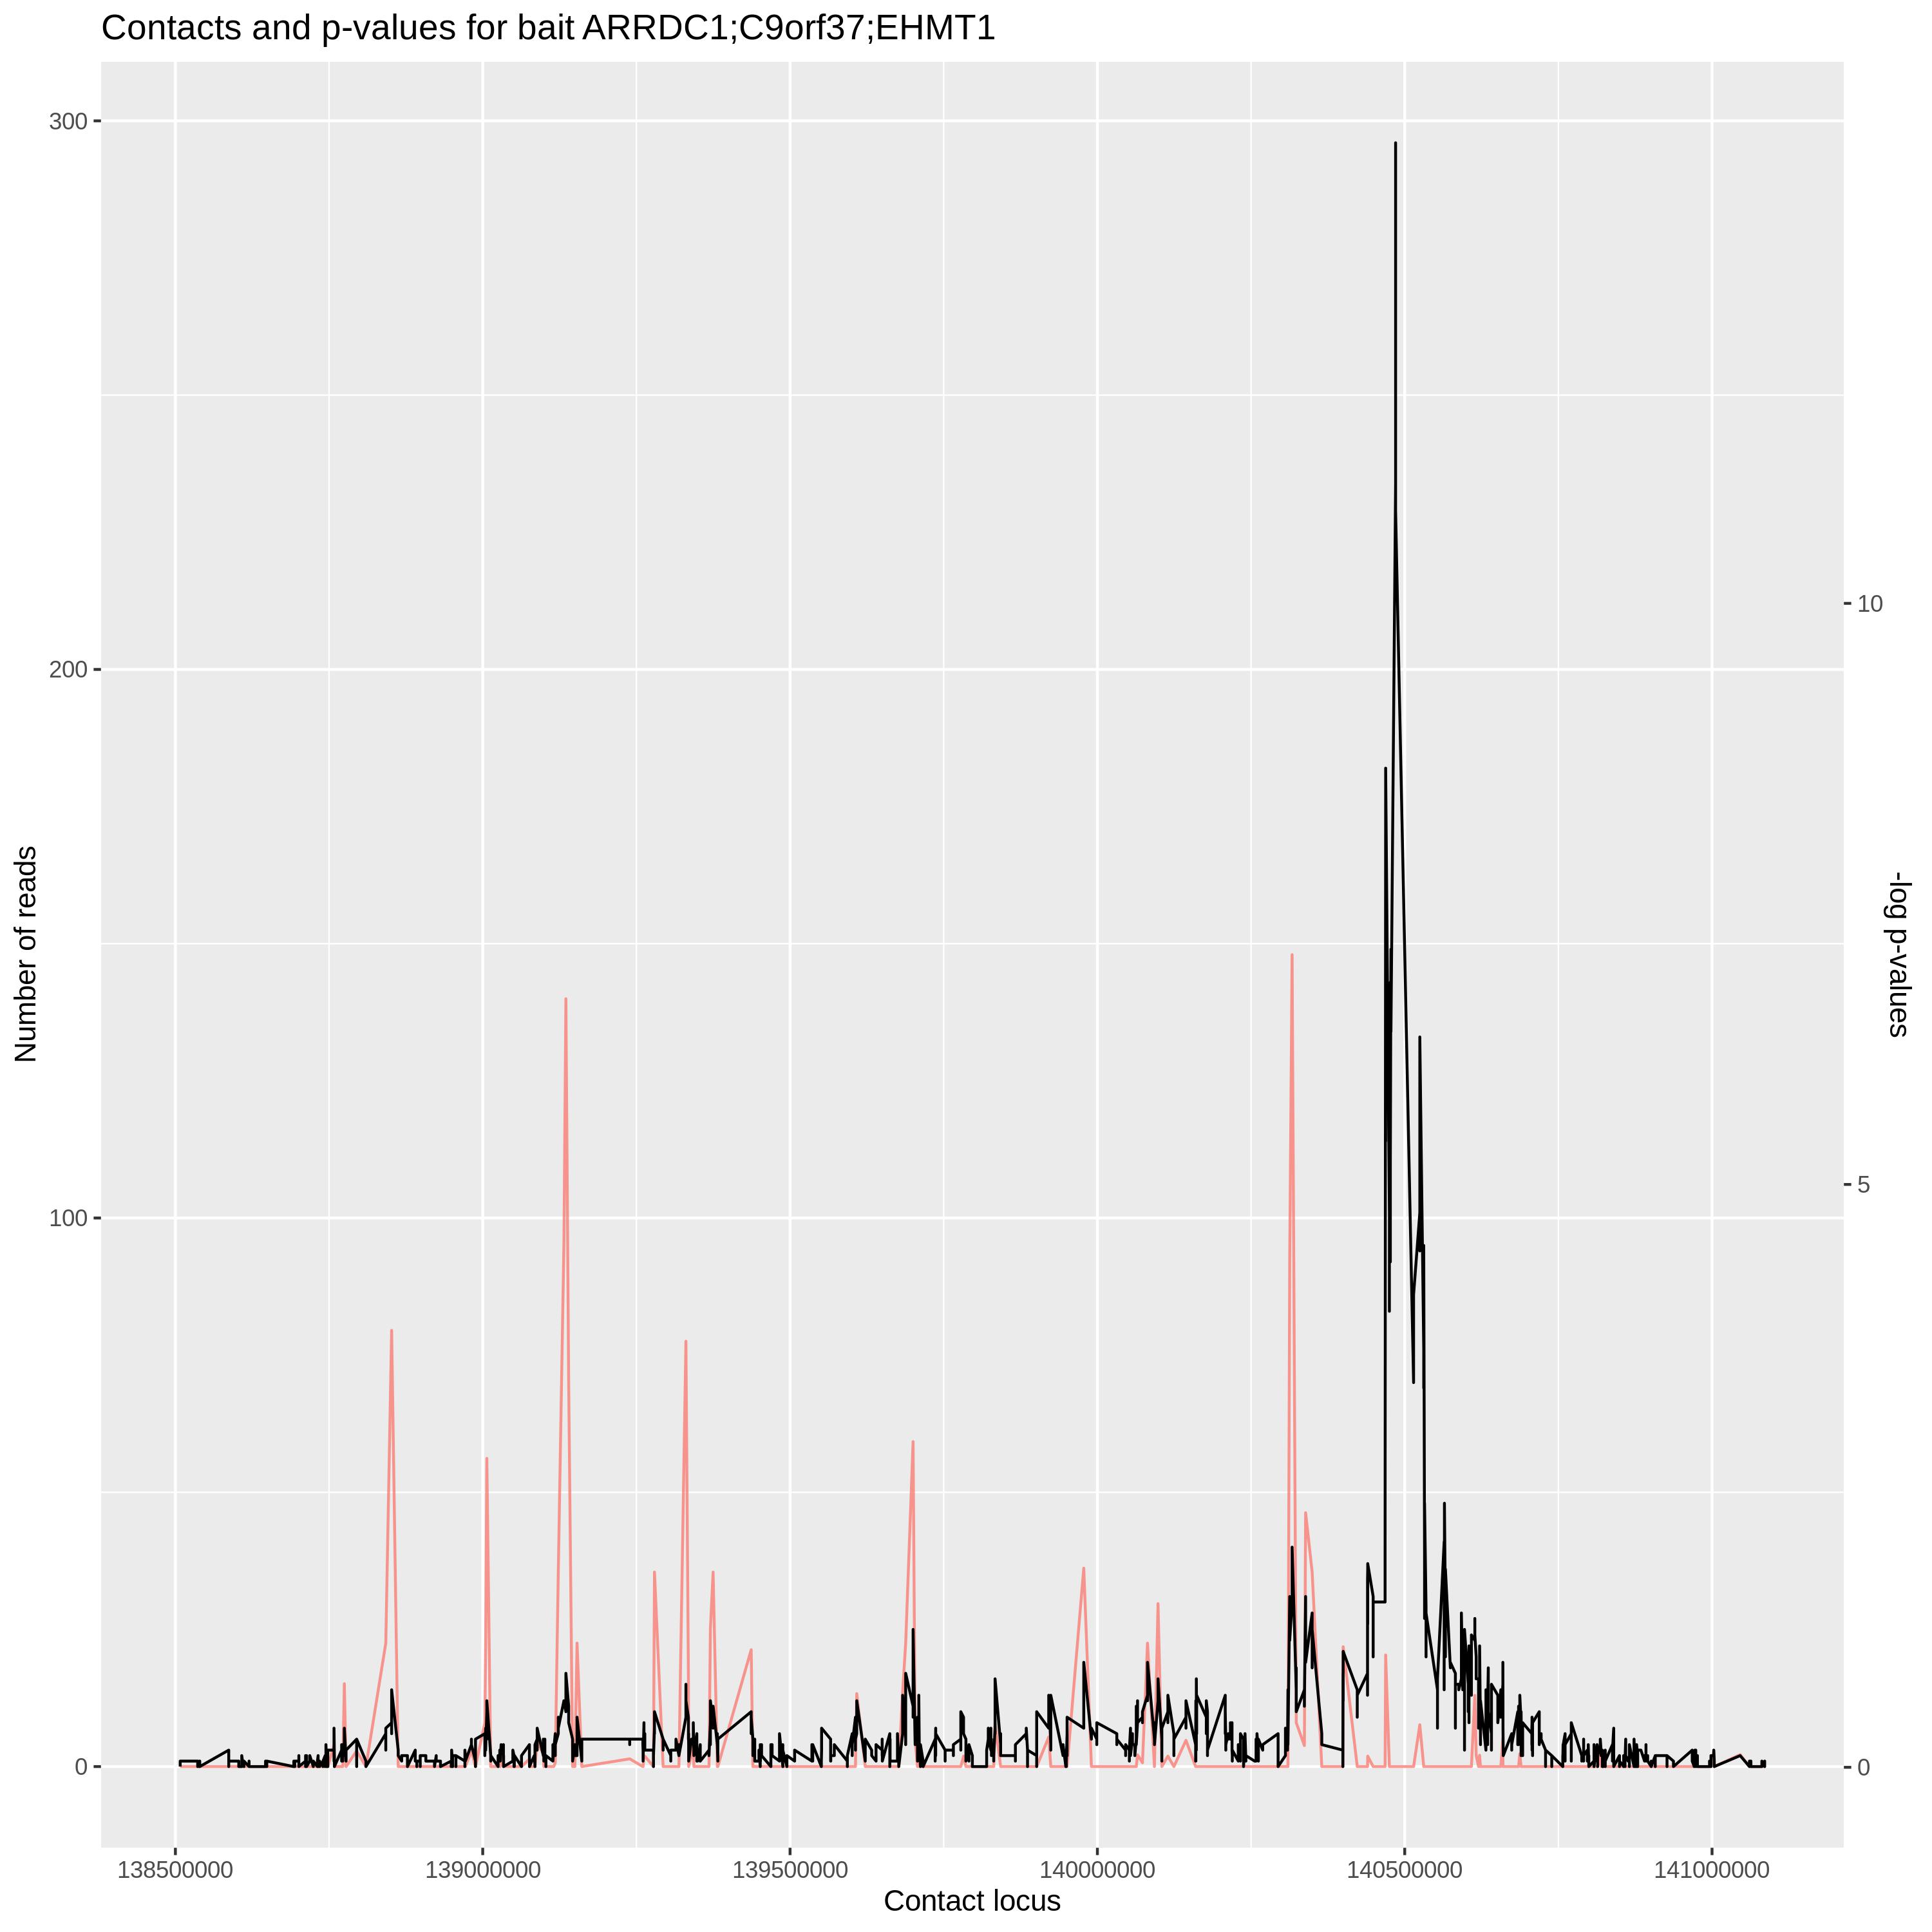 Contacts and p-values for bait ARRDC1;C9orf37;EHMT1
300
200
100
0
Number of reads
10
5
0
-log p-values
138500000 139000000 139500000 140000000 140500000 141000000
Contact locus